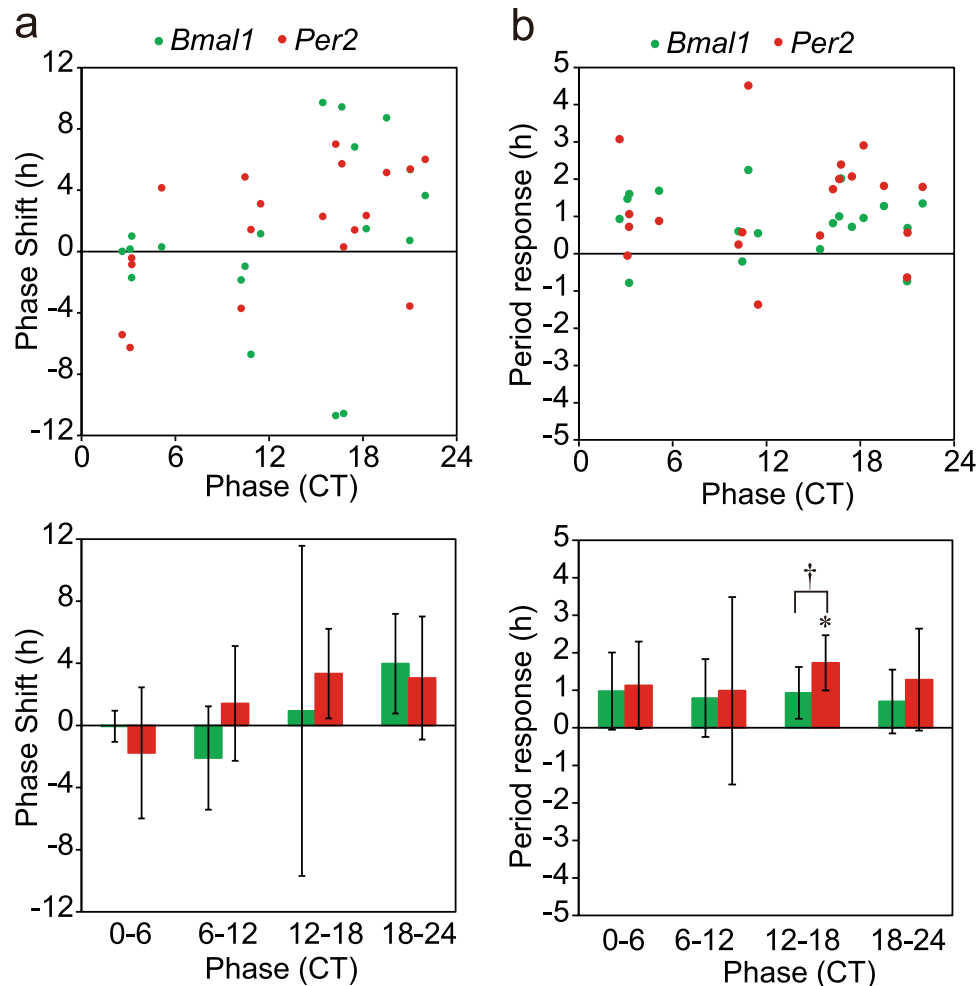 a
Bmal1 Per2
12
8
4
0
-4
-8
-12
Phase Shift (h)
0 6 12 18 24
Phase (CT)
b
Bmal1 Per2
5
4
3
2
1
0
-1
-2
-3
-4
-5
Period response (h)
0 6 12 18 24
Phase (CT)
12
8
4
0
-4
-8
-12
Phase Shift (h)
0-6 6-12 12-18 18-24
Phase (CT)
5
4
3
2
1
0
-1
-2
-3
-4
-5
Period response (h)
†
*
0-6 6-12 12-18 18-24
Phase (CT)